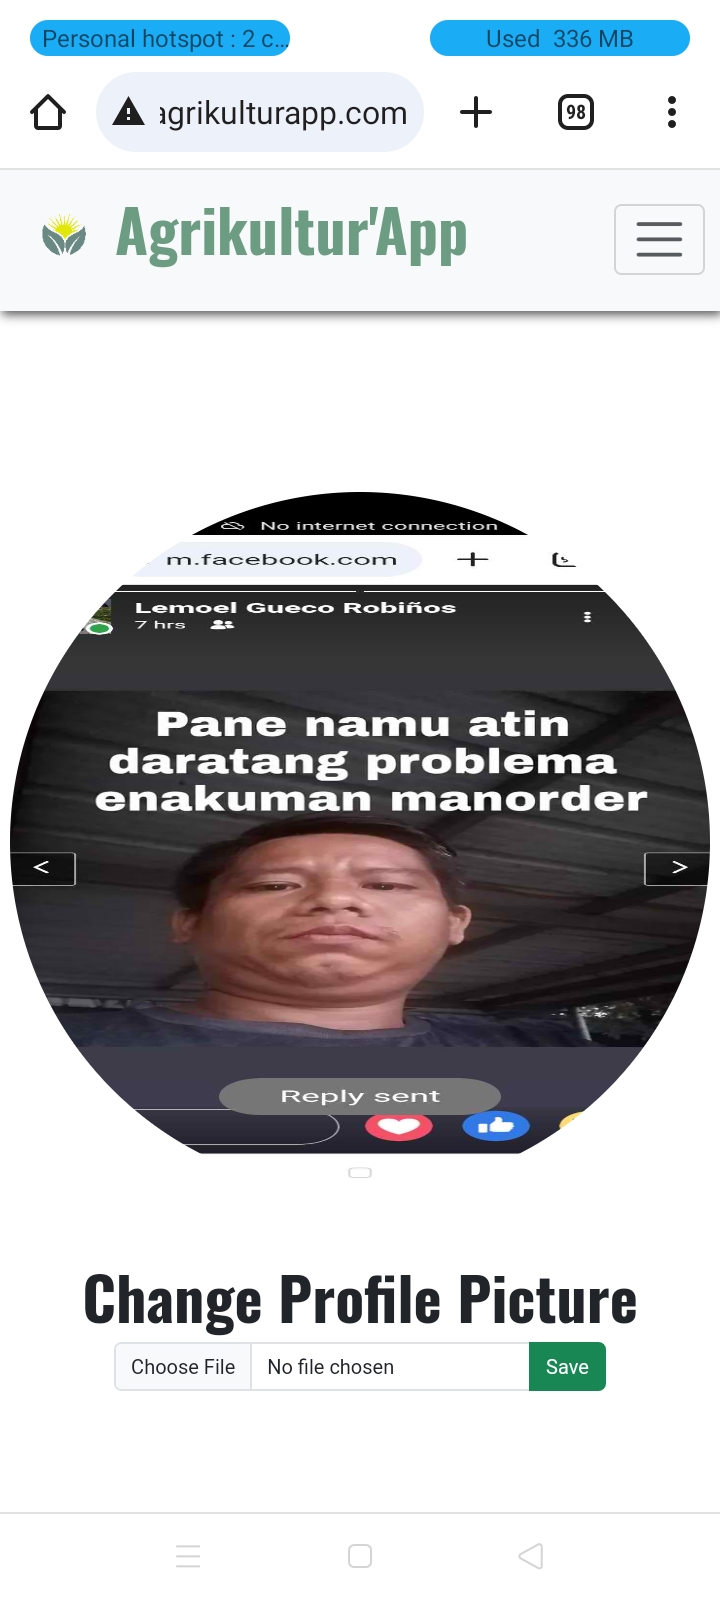 Personal hotspot : 2 c...
Used 336 MB
agrikulturapp.com
98
Agrikultur'App
No internet connection
m.facebook.com
Lemoel Gueco Robiños
7 hrs
Pane namu atin
daratang problema
enakuman manorder
<
>
Reply sent
Change Profile Picture
Choose File
No file chosen
Save